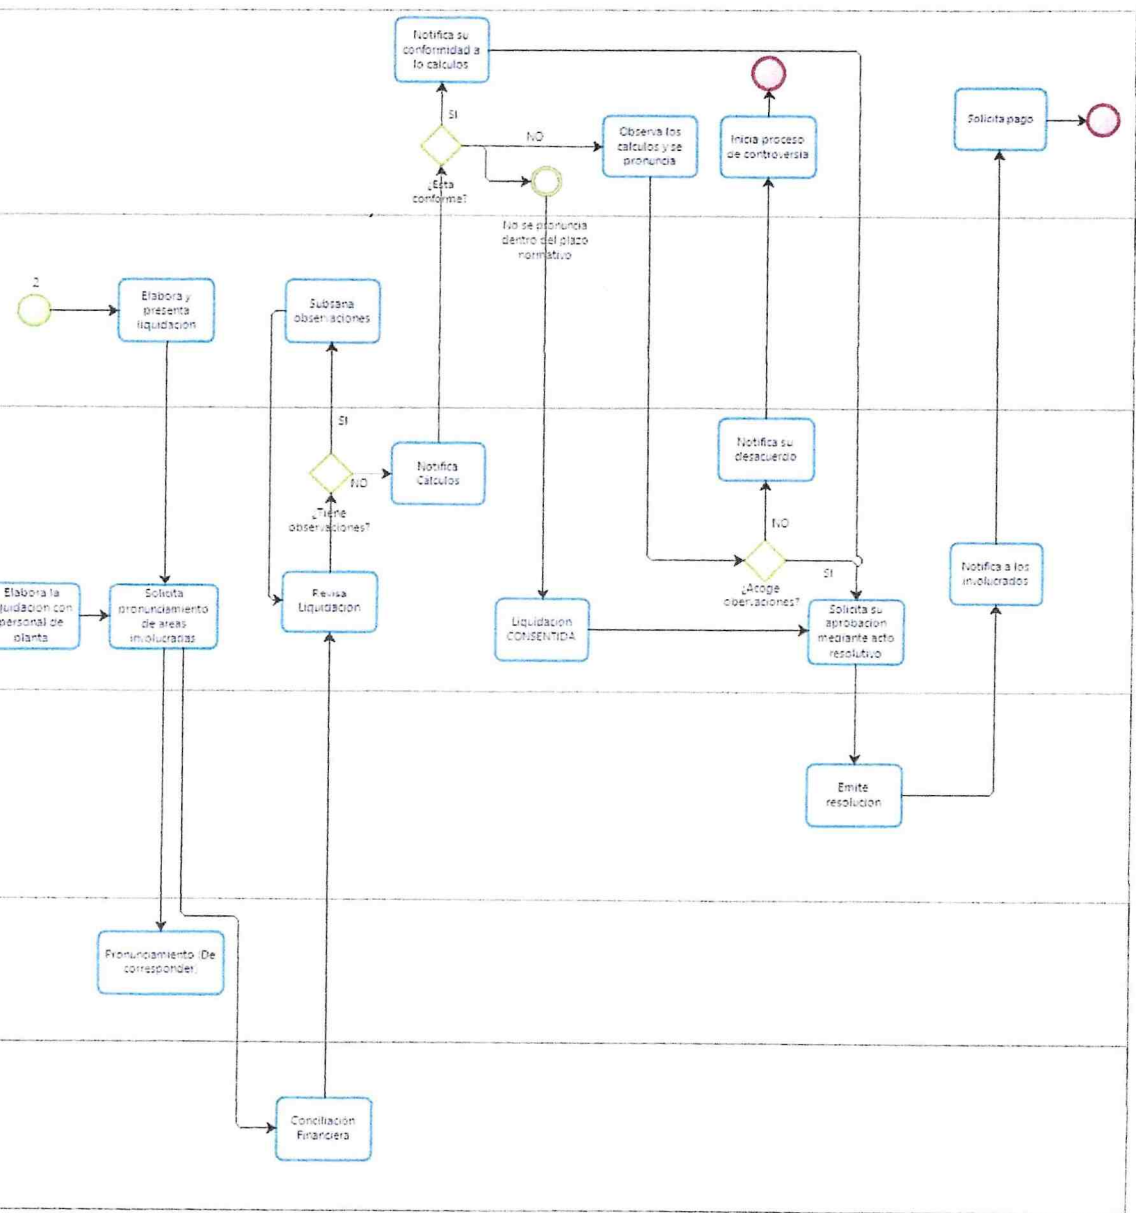 Notifica su
conformidad a
lo calculos
SI
NO
¿Esta
conforme?
Observa los
calculos y se
pronuncia
Inicia proceso
de controversia
Solicita pago
No se pronuncia
dentro del plazo
normativo
2
Elabora y
presenta
liquidacion
Subsana
observaciones
SI
NO
¿Tiene
observaciones?
Notifica
Calculos
Notifica su
desacuerdo
NO
SI
¿Acoge
obervaciones?
Notifica a los
involucrados
Elabora la
quidacion con
personal de
planta
Solicita
pronunciamiento
de areas
involucradas
Revisa
Liquidacion
Liquidacion
CONSENTIDA
Solicita su
aprobacion
mediante acto
resolutivo
Emite
resolucion
Pronunciamiento (De
corresponder)
Conciliación
Financiera